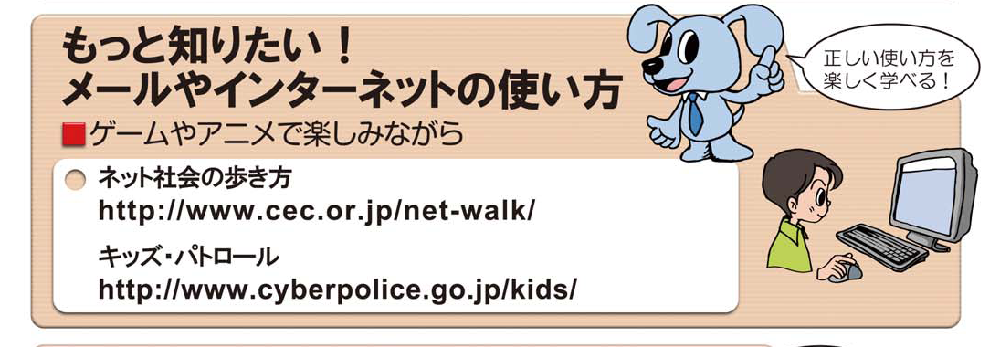 もっと知りたい！
メールやインターネットの使い方
■ゲームやアニメで楽しみながら
ネット社会の歩き方
http://www.cec.or.jp/net-walk/
キッズ・パトロール
http://www.cyberpolice.go.jp/kids/
正しい使い方を
楽しく学べる！